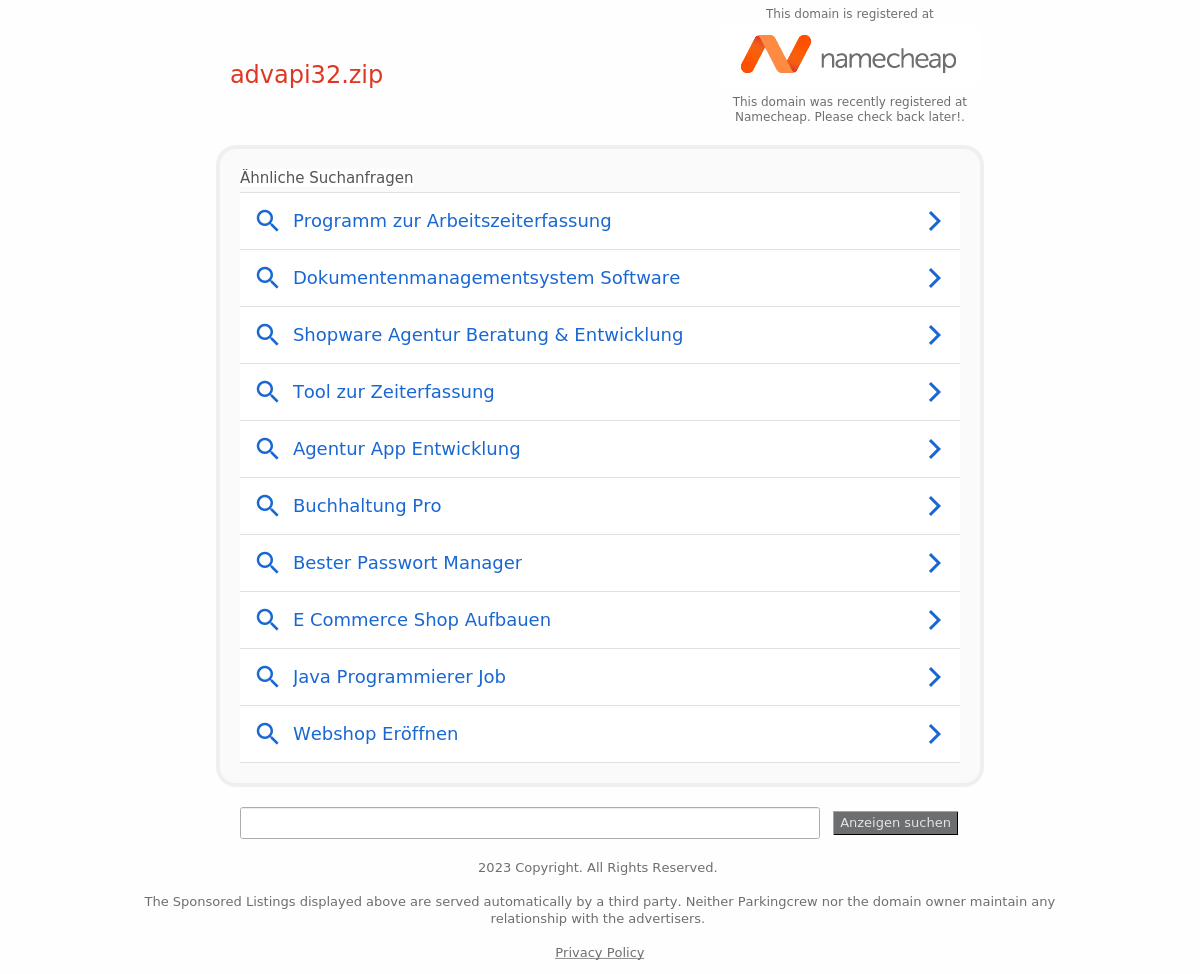 This domain is registered at
namecheap
advapi32.zip
This domain was recently registered at
Namecheap. Please check back later!.
Ähnliche Suchanfragen
Programm zur Arbeitszeiterfassung
Dokumentenmanagementsystem Software
Shopware Agentur Beratung & Entwicklung
Tool zur Zeiterfassung
Agentur App Entwicklung
Buchhaltung Pro
Bester Passwort Manager
E Commerce Shop Aufbauen
Java Programmierer Job
Webshop Eröffnen
Anzeigen suchen
2023 Copyright. All Rights Reserved.
The Sponsored Listings displayed above are served automatically by a third party. Neither Parkingcrew nor the domain owner maintain any
relationship with the advertisers.
Privacy Policy